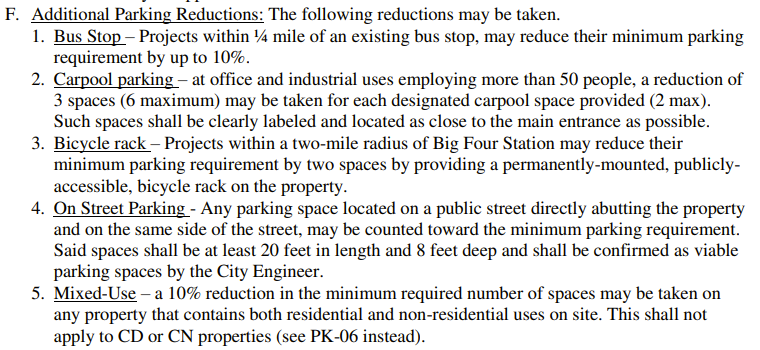 F. Additional Parking Reductions: The following reductions may be taken.
1. Bus Stop – Projects within ¼ mile of an existing bus stop, may reduce their minimum parking
requirement by up to 10%.
2. Carpool parking – at office and industrial uses employing more than 50 people, a reduction of
3 spaces (6 maximum) may be taken for each designated carpool space provided (2 max).
Such spaces shall be clearly labeled and located as close to the main entrance as possible.
3. Bicycle rack – Projects within a two-mile radius of Big Four Station may reduce their
minimum parking requirement by two spaces by providing a permanently-mounted, publicly-
accessible, bicycle rack on the property.
4. On Street Parking - Any parking space located on a public street directly abutting the property
and on the same side of the street, may be counted toward the minimum parking requirement.
Said spaces shall be at least 20 feet in length and 8 feet deep and shall be confirmed as viable
parking spaces by the City Engineer.
5. Mixed-Use – a 10% reduction in the minimum required number of spaces may be taken on
any property that contains both residential and non-residential uses on site. This shall not
apply to CD or CN properties (see PK-06 instead).